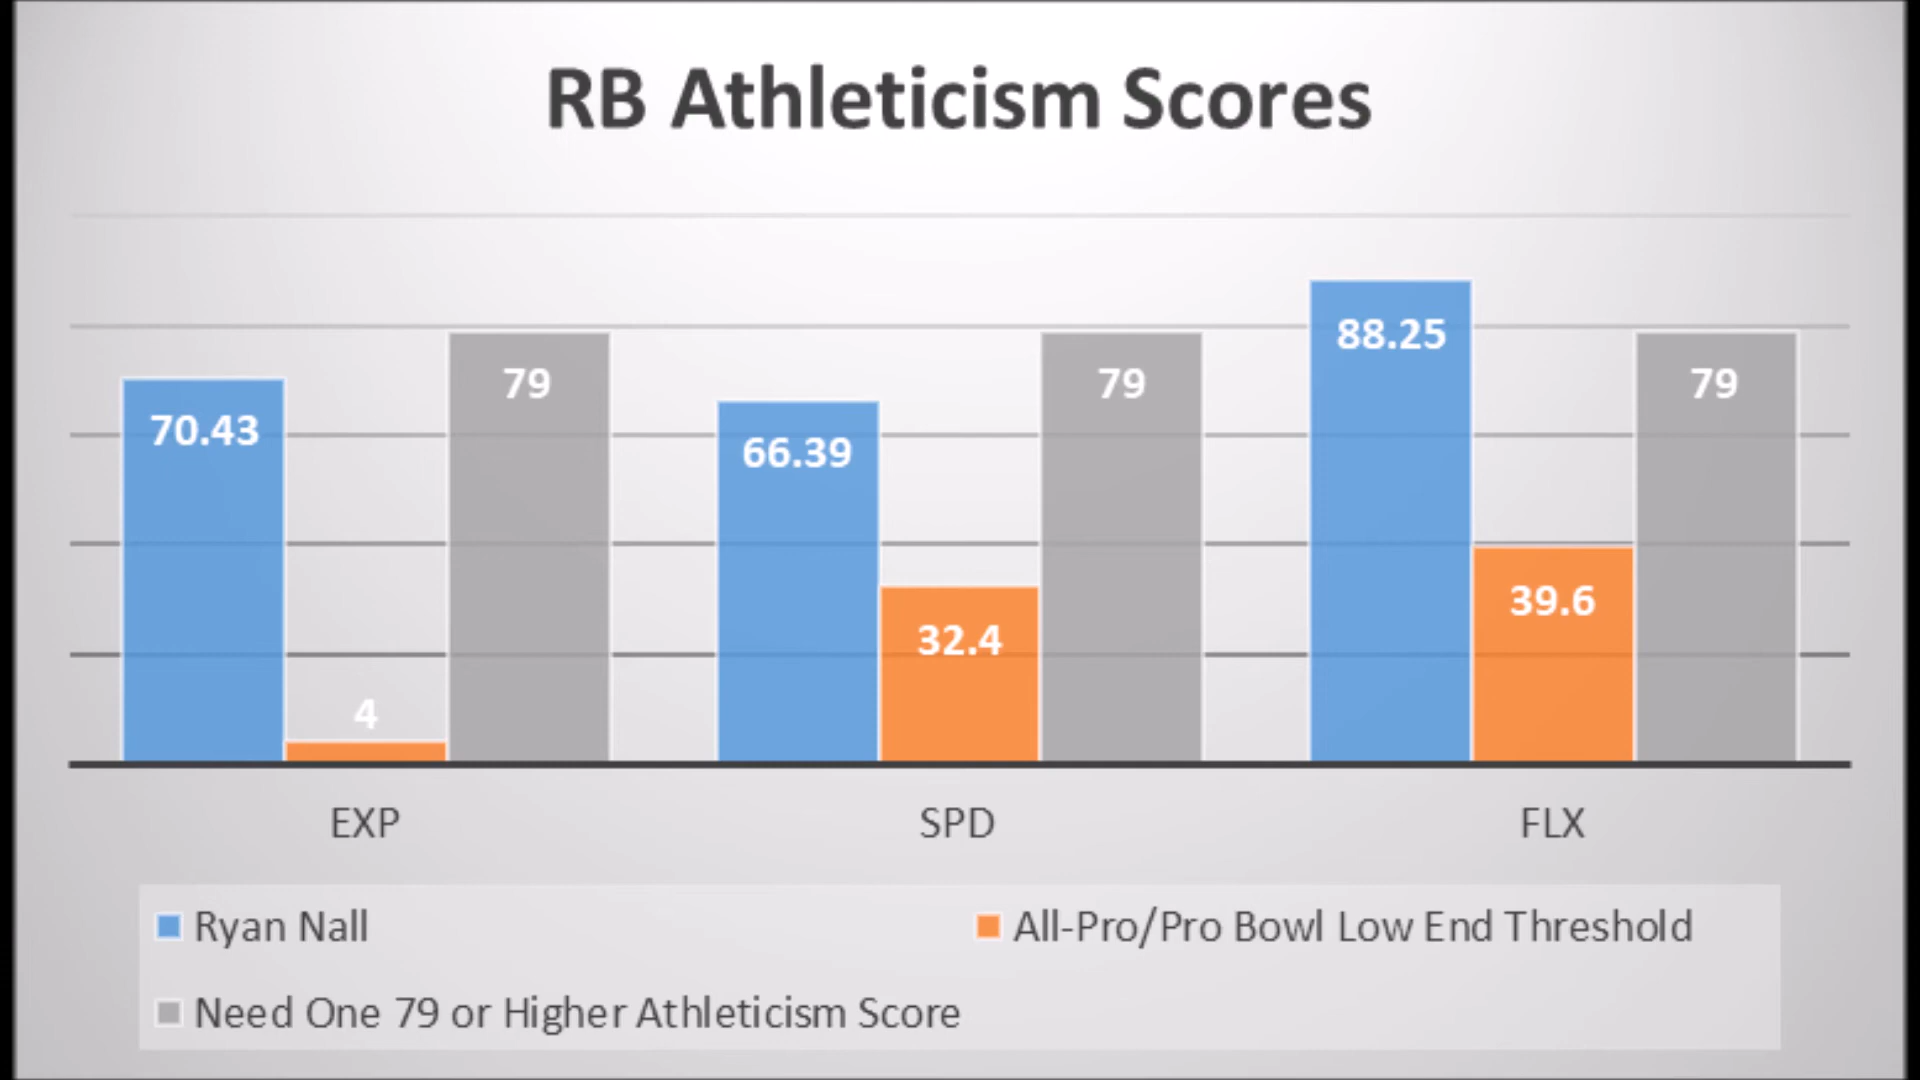 RB Athleticism Scores
88.25
79
79
79
70.43
66.39
39.6
32.4
4
EXP
SPD
FLX
Ryan Nall
All-Pro/Pro Bowl Low End Threshold
Need One 79 or Higher Athleticism Score